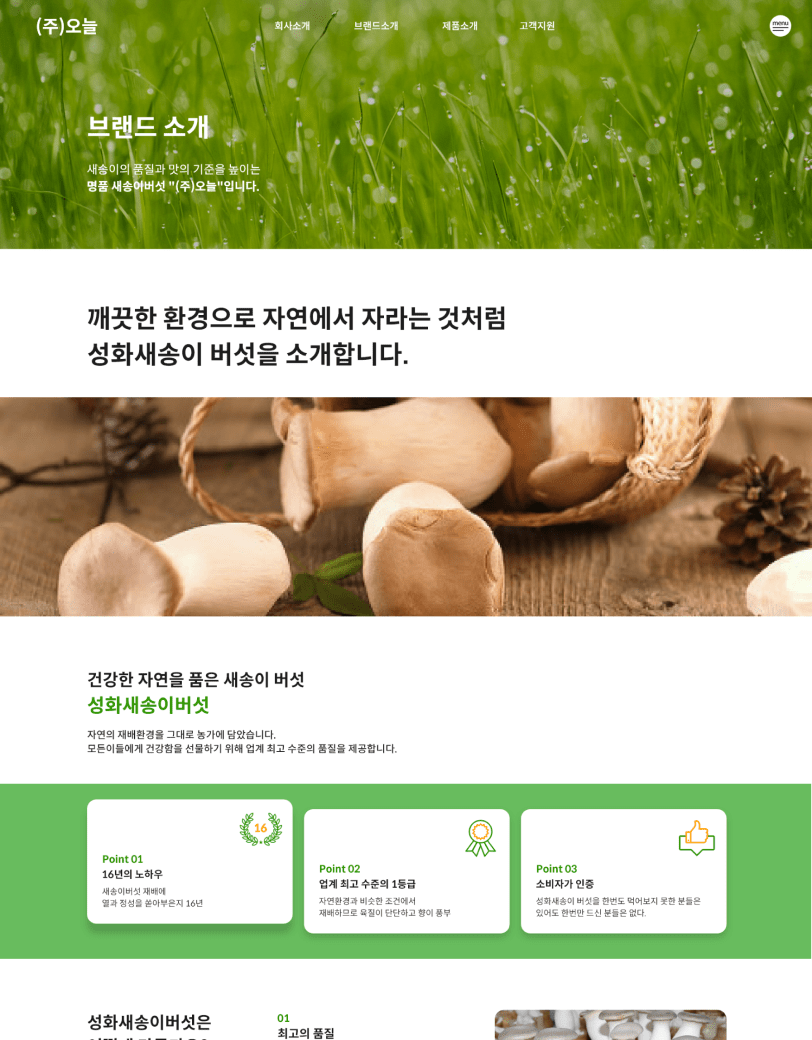 (주)오늘
회사소개
브랜드소개
제품소개
고객지원
menu
브랜드 소개
새송이의 품질과 맛의 기준을 높이는
명품 새송이버섯 "(주)오늘"입니다.
깨끗한 환경으로 자연에서 자라는 것처럼
성화새송이 버섯을 소개합니다.
건강한 자연을 품은 새송이 버섯
성화새송이버섯
자연의 재배환경을 그대로 농가에 담았습니다.
모든이들에게 건강함을 선물하기 위해 업계 최고 수준의 품질을 제공합니다.
16
Point 01
16년의 노하우
새송이버섯 재배에
열과 정성을 쏟아부은지 16년
Point 02
업계 최고 수준의 1등급
자연환경과 비슷한 조건에서
재배하므로 육질이 단단하고 향이 풍부
Point 03
소비자가 인증
성화새송이 버섯을 한번도 먹어보지 못한 분들은
있어도 한번만 드신 분들은 없다.
성화새송이버섯은
01
최고의 품질